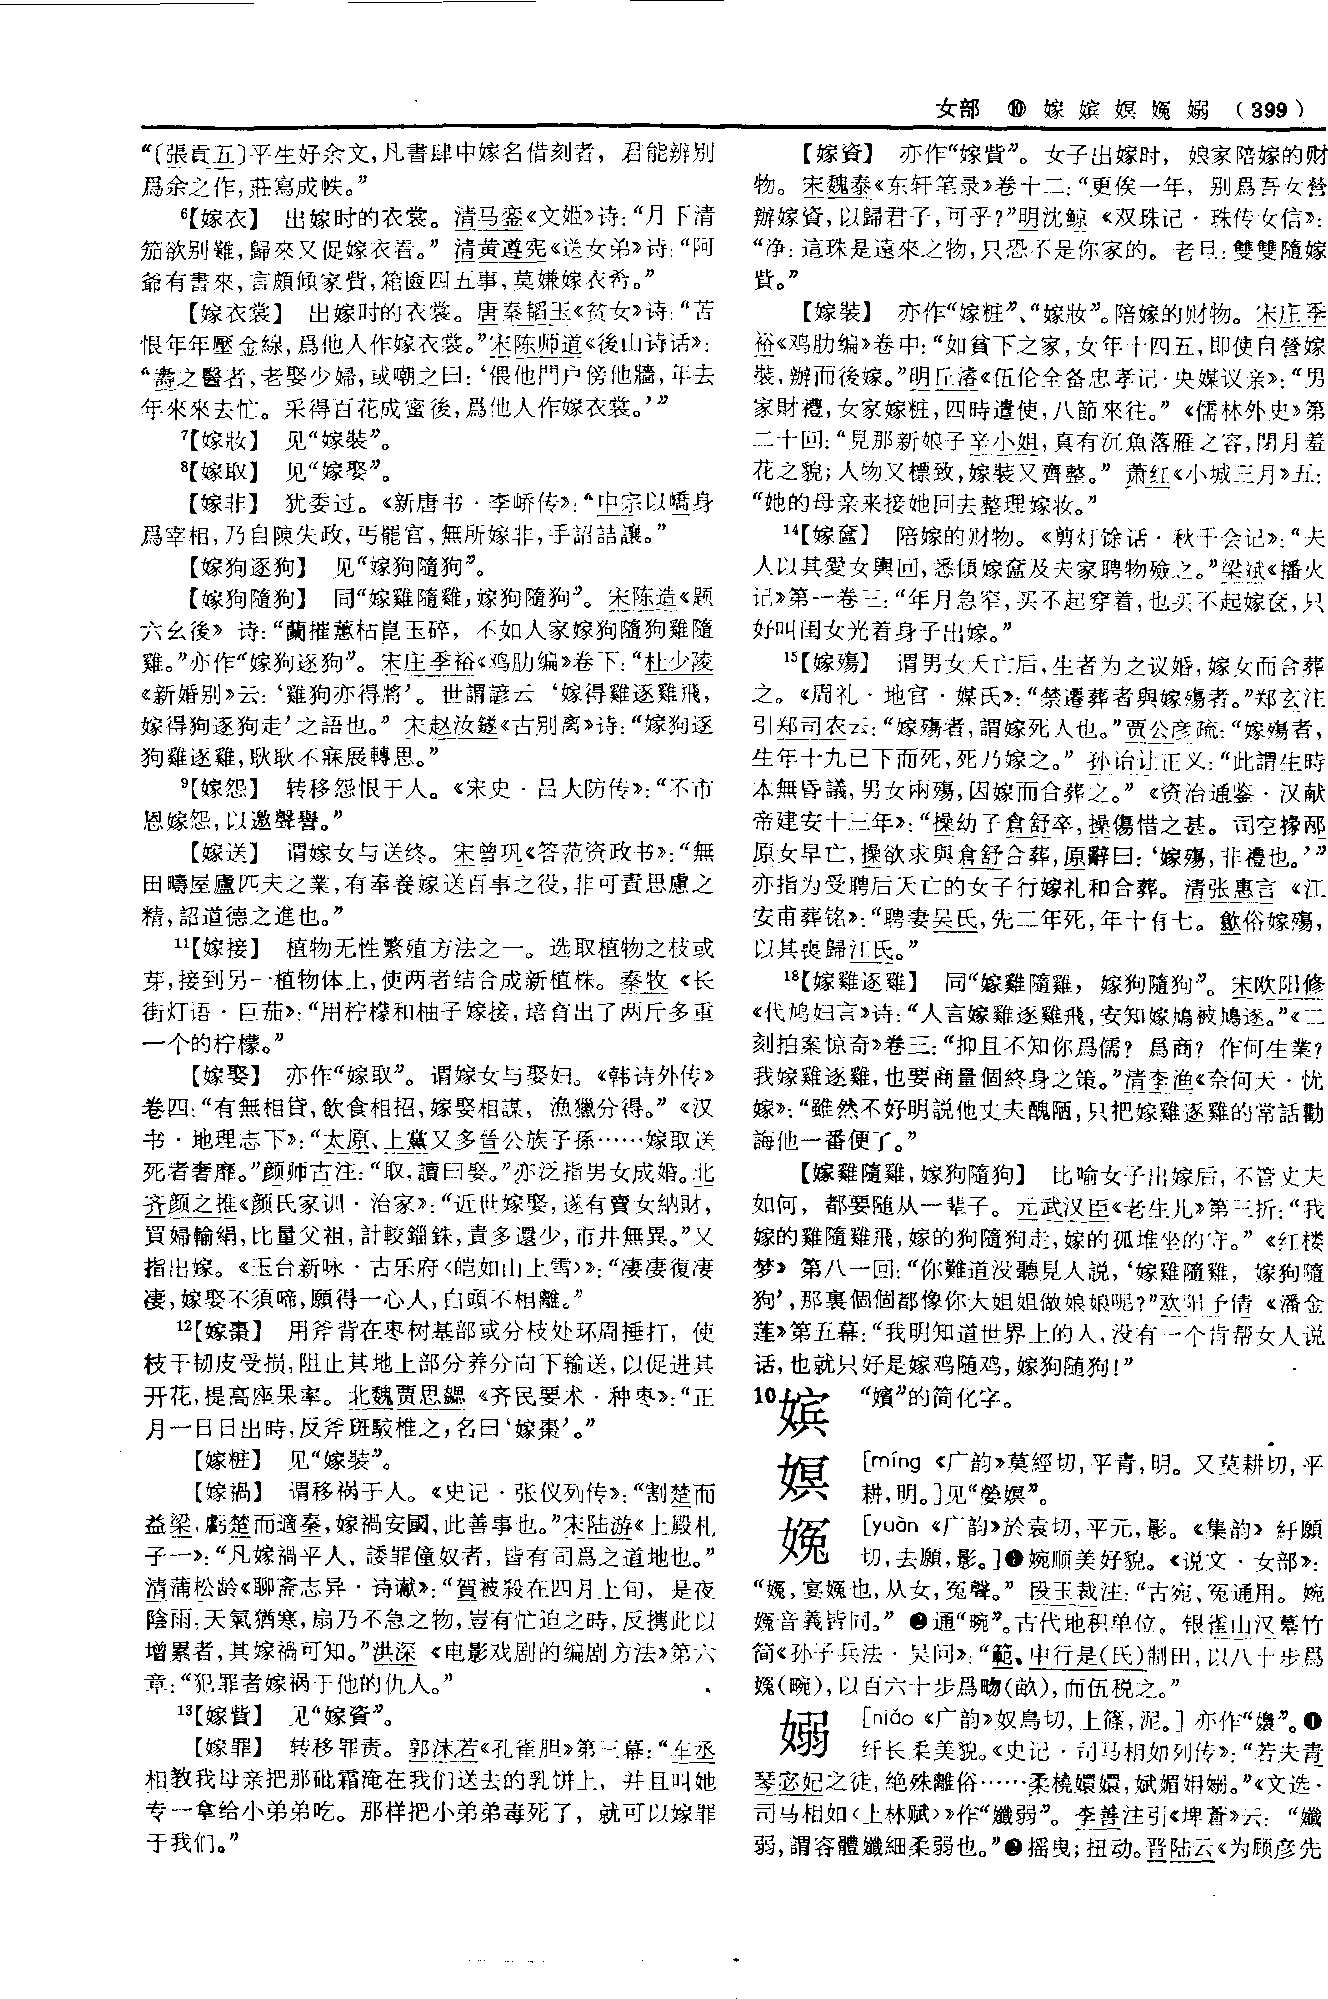 女部 ⑩ 嫁 嫔 嫇 㛪 嫋 (399)
“〔張貢五〕平生好余文,凡書肆中嫁名借刻者, 君能辨别
爲余之作,莊寫成帙。”
⁶【嫁衣】 出嫁时的衣裳。清马銮《文姬》诗:“月下清
笳欲别難,歸來又促嫁衣看。” 清黄遵宪《送女弟》诗:“阿
爺有書來,言頗傾家貲,箱奩四五事,莫嫌嫁衣希。”
【嫁衣裳】 出嫁时的衣裳。唐秦韬玉《贫女》诗:“苦
恨年年壓金線,爲他人作嫁衣裳。”宋陈师道《後山诗话》:
“壽之醫者,老娶少婦,或嘲之曰:‘偎他門户傍他牆,年去
年來來去忙。采得百花成蜜後,爲他人作嫁衣裳。’”
⁷【嫁妝】 见“嫁裝”。
⁸【嫁取】 见“嫁娶”。
【嫁非】 犹委过。《新唐书·李峤传》:“中宗以嶠身
爲宰相,乃自陳失政,丐罷官,無所嫁非,手詔詰讓。”
【嫁狗逐狗】 见“嫁狗隨狗”。
【嫁狗隨狗】 同“嫁雞隨雞,嫁狗隨狗”。宋陈造《题
六幺後》 诗:“蘭摧蕙枯崑玉碎, 不如人家嫁狗隨狗雞隨
雞。”亦作“嫁狗逐狗”。宋庄季裕《鸡肋编》卷下:“杜少陵
《新婚别》云:‘雞狗亦得將’。世謂諺云 ‘嫁得雞逐雞飛,
嫁得狗逐狗走’之語也。” 宋赵汝鐩《古别离》诗:“嫁狗逐
狗雞逐雞,耿耿不寐展轉思。”
⁹【嫁怨】 转移怨恨于人。《宋史·吕大防传》:“不市
恩嫁怨,以邀聲譽。”
【嫁送】 谓嫁女与送终。宋曾巩《答范资政书》:“無
田疇屋廬匹夫之業,有奉養嫁送百事之役,非可責思慮之
精,詔道德之進也。”
¹¹【嫁接】 植物无性繁殖方法之一。选取植物之枝或
芽,接到另一植物体上,使两者结合成新植株。秦牧《长
街灯语·巨茄》:“用柠檬和柚子嫁接,培育出了两斤多重
一个的柠檬。”
【嫁娶】 亦作“嫁取”。谓嫁女与娶妇。《韩诗外传》
卷四:“有無相貸,飲食相招,嫁娶相謀, 漁獵分得。”《汉
书·地理志下》:“太原、上黨又多晉公族子孫……嫁取送
死者奢靡。”颜师古注:“取,讀曰娶。”亦泛指男女成婚。北
齐颜之推《颜氏家训·治家》:“近世嫁娶,遂有賣女納財,
買婦輸絹,比量父祖,計較錙銖,責多還少,市井無異。”又
指出嫁。《玉台新咏·古乐府〈皑如山上雪〉》:“凄凄復凄
凄,嫁娶不須啼,願得一心人,白頭不相離。”
¹²【嫁棗】 用斧背在枣树基部或分枝处环周捶打, 使
枝干韧皮受损,阻止其地上部分养分向下输送,以促进其
开花,提高座果率。北魏贾思勰《齐民要术·种枣》:“正
月一日日出時,反斧斑駮椎之,名曰‘嫁棗’。”
【嫁粧】 见“嫁裝”。
【嫁禍】 谓移祸于人。《史记·张仪列传》:“割楚而
益梁,虧楚而適秦,嫁禍安國,此善事也。”宋陆游《上殿札
子一》:“凡嫁禍平人、諉罪僮奴者, 皆有司爲之道地也。”
清蒲松龄《聊斋志异·诗谳》:“賀被殺在四月上旬, 是夜
陰雨,天氣猶寒,扇乃不急之物,豈有忙迫之時,反攜此以
增累者,其嫁禍可知。”洪深《电影戏剧的编剧方法》第六
章:“犯罪者嫁祸于他的仇人。”
¹³【嫁貲】 见“嫁資”。
【嫁罪】 转移罪责。郭沫若《孔雀胆》第三幕:“车丞
相教我母亲把那砒霜淹在我们送去的乳饼上, 并且叫她
专一拿给小弟弟吃。那样把小弟弟毒死了, 就可以嫁罪
于我们。”
【嫁資】 亦作“嫁貲”。女子出嫁时, 娘家陪嫁的财
物。宋魏泰《东轩笔录》卷十二:“更俟一年, 别爲吾女營
辦嫁資,以歸君子,可乎?”明沈鲸《双珠记·珠传女信》:
“净:這珠是遠來之物,只恐不是你家的。老旦:雙雙隨嫁
貲。”
【嫁裝】 亦作“嫁粧”、“嫁妝”。陪嫁的财物。宋庄季
裕《鸡肋编》卷中:“如貧下之家,女年十四五,即使自營嫁
裝,辦而後嫁。”明丘濬《伍伦全备忠孝记·央媒议亲》:“男
家財禮,女家嫁粧,四時遣使,八節來往。”《儒林外史》第
二十回:“見那新娘子辛小姐,真有沉魚落雁之容,閉月羞
花之貌;人物又標致,嫁裝又齊整。” 萧红《小城三月》五:
“她的母亲来接她回去整理嫁妆。”
¹⁴【嫁奩】 陪嫁的财物。《剪灯馀话·秋千会记》:“夫
人以其愛女輿回,悉傾嫁奩及夫家聘物殮之。”梁斌《播火
记》第一卷三:“年月急窄,买不起穿着,也买不起嫁奁,只
好叫闺女光着身子出嫁。”
¹⁵【嫁殤】 谓男女夭亡后,生者为之议婚,嫁女而合葬
之。《周礼·地官·媒氏》:“禁遷葬者與嫁殤者。”郑玄注
引郑司农云:“嫁殤者,謂嫁死人也。”贾公彦疏:“嫁殤者,
生年十九已下而死,死乃嫁之。” 孙诒让正义:“此謂生時
本無昏議,男女兩殤,因嫁而合葬之。”《资治通鉴·汉献
帝建安十三年》:“操幼子倉舒卒,操傷惜之甚。司空掾邴
原女早亡,操欲求與倉舒合葬,原辭曰:‘嫁殤,非禮也。’”
亦指为受聘后夭亡的女子行嫁礼和合葬。清张惠言《江
安甫葬铭》:“聘妻吴氏,先二年死,年十有七。歙俗嫁殤,
以其喪歸江氏。”
¹⁸【嫁雞逐雞】 同“嫁雞隨雞, 嫁狗隨狗”。宋欧阳修
《代鸠妇言》诗:“人言嫁雞逐雞飛,安知嫁鳩被鳩逐。”《二
刻拍案惊奇》卷三:“抑且不知你爲儒? 爲商? 作何生業?
我嫁雞逐雞,也要商量個終身之策。”清李渔《奈何天·忧
嫁》:“雖然不好明説他丈夫醜陋,只把嫁雞逐雞的常話勸
誨他一番便了。”
【嫁雞隨雞,嫁狗隨狗】 比喻女子出嫁后,不管丈夫
如何, 都要随从一辈子。元武汉臣《老生儿》第三折:“我
嫁的雞隨雞飛,嫁的狗隨狗走,嫁的孤堆坐的守。”《红楼
梦》第八一回:“你難道没聽見人説,‘嫁雞隨雞, 嫁狗隨
狗’,那裏個個都像你大姐姐做娘娘呢?”欧阳予倩《潘金
莲》第五幕:“我明知道世界上的人,没有一个肯帮女人说
话,也就只好是嫁鸡随鸡,嫁狗随狗!”
10嫔 “嬪”的简化字。
嫇 [míng《广韵》莫經切,平青,明。又莫耕切,平
耕,明。]见“嫈嫇”。
㛪 [yuàn《广韵》於袁切,平元,影。《集韵》紆願
切,去願,影。]❶婉顺美好貌。《说文·女部》:
“㛪,宴㛪也,从女,冤聲。” 段玉裁注:“古宛、冤通用。婉
㛪音義皆同。” ❷通“畹”。古代地积单位。银雀山汉墓竹
简《孙子兵法·吴问》:“範、中行是(氏)制田,以八十步爲
㛪(畹),以百六十步爲畛(畝),而伍税之。”
嫋 [niǎo《广韵》奴鳥切,上篠,泥。]亦作“嬝”。❶
纤长柔美貌。《史记·司马相如列传》:“若夫青
琴宓妃之徒,絶殊離俗……柔橈嬛嬛,斌媚姌嫋。”《文选·
司马相如〈上林赋〉》作“孅弱”。李善注引《埤蒼》云: “孅
弱,謂容體孅細柔弱也。”❷摇曳;扭动。晋陆云《为顾彦先